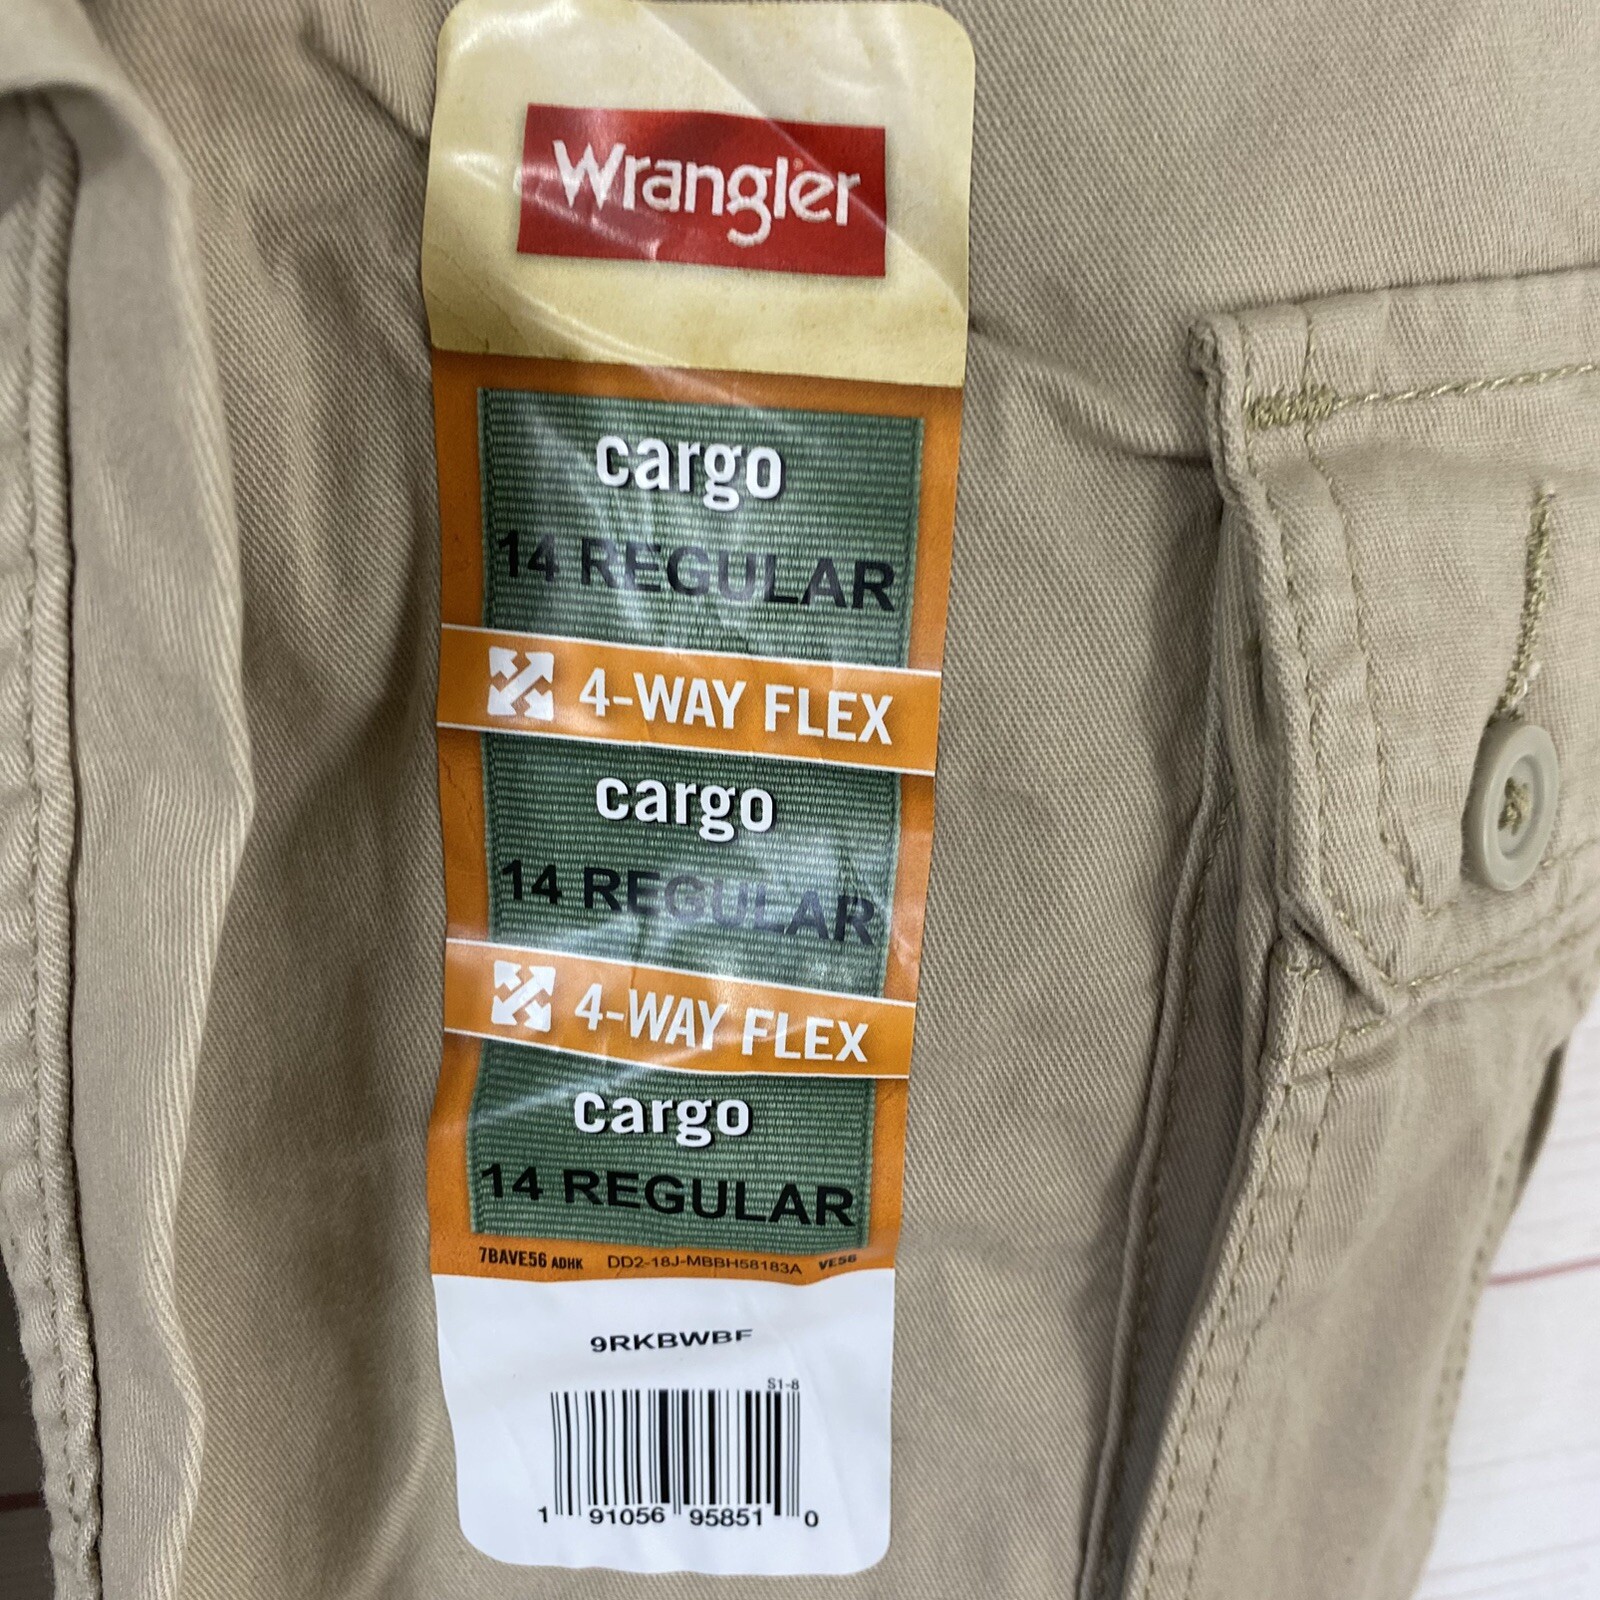 Wrangler®
cargo
14 REGULAR
4-WAY FLEX
cargo
14 REGULAR
4-WAY FLEX
cargo
14 REGULAR
7BAVE56 ADHK DD2-18J-MBBH58183A VE56
9RKBWBF
S1-8
1 91056 95851 0